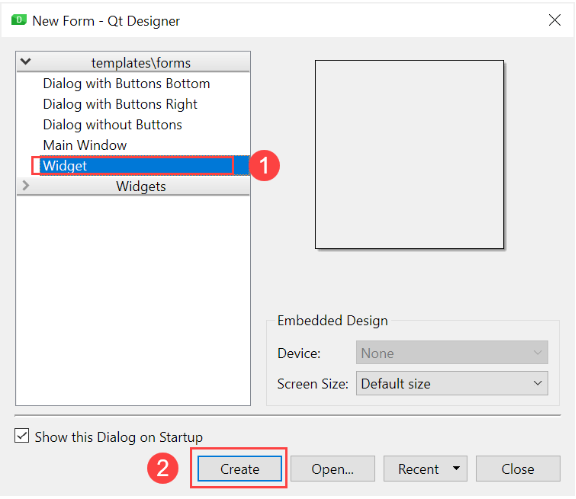 New Form - Qt Designer
templates\forms
Dialog with Buttons Bottom
Dialog with Buttons Right
Dialog without Buttons
Main Window
Widget
1
Widgets
Embedded Design
Device: None
Screen Size: Default size
Show this Dialog on Startup
2 Create Open... Recent Close